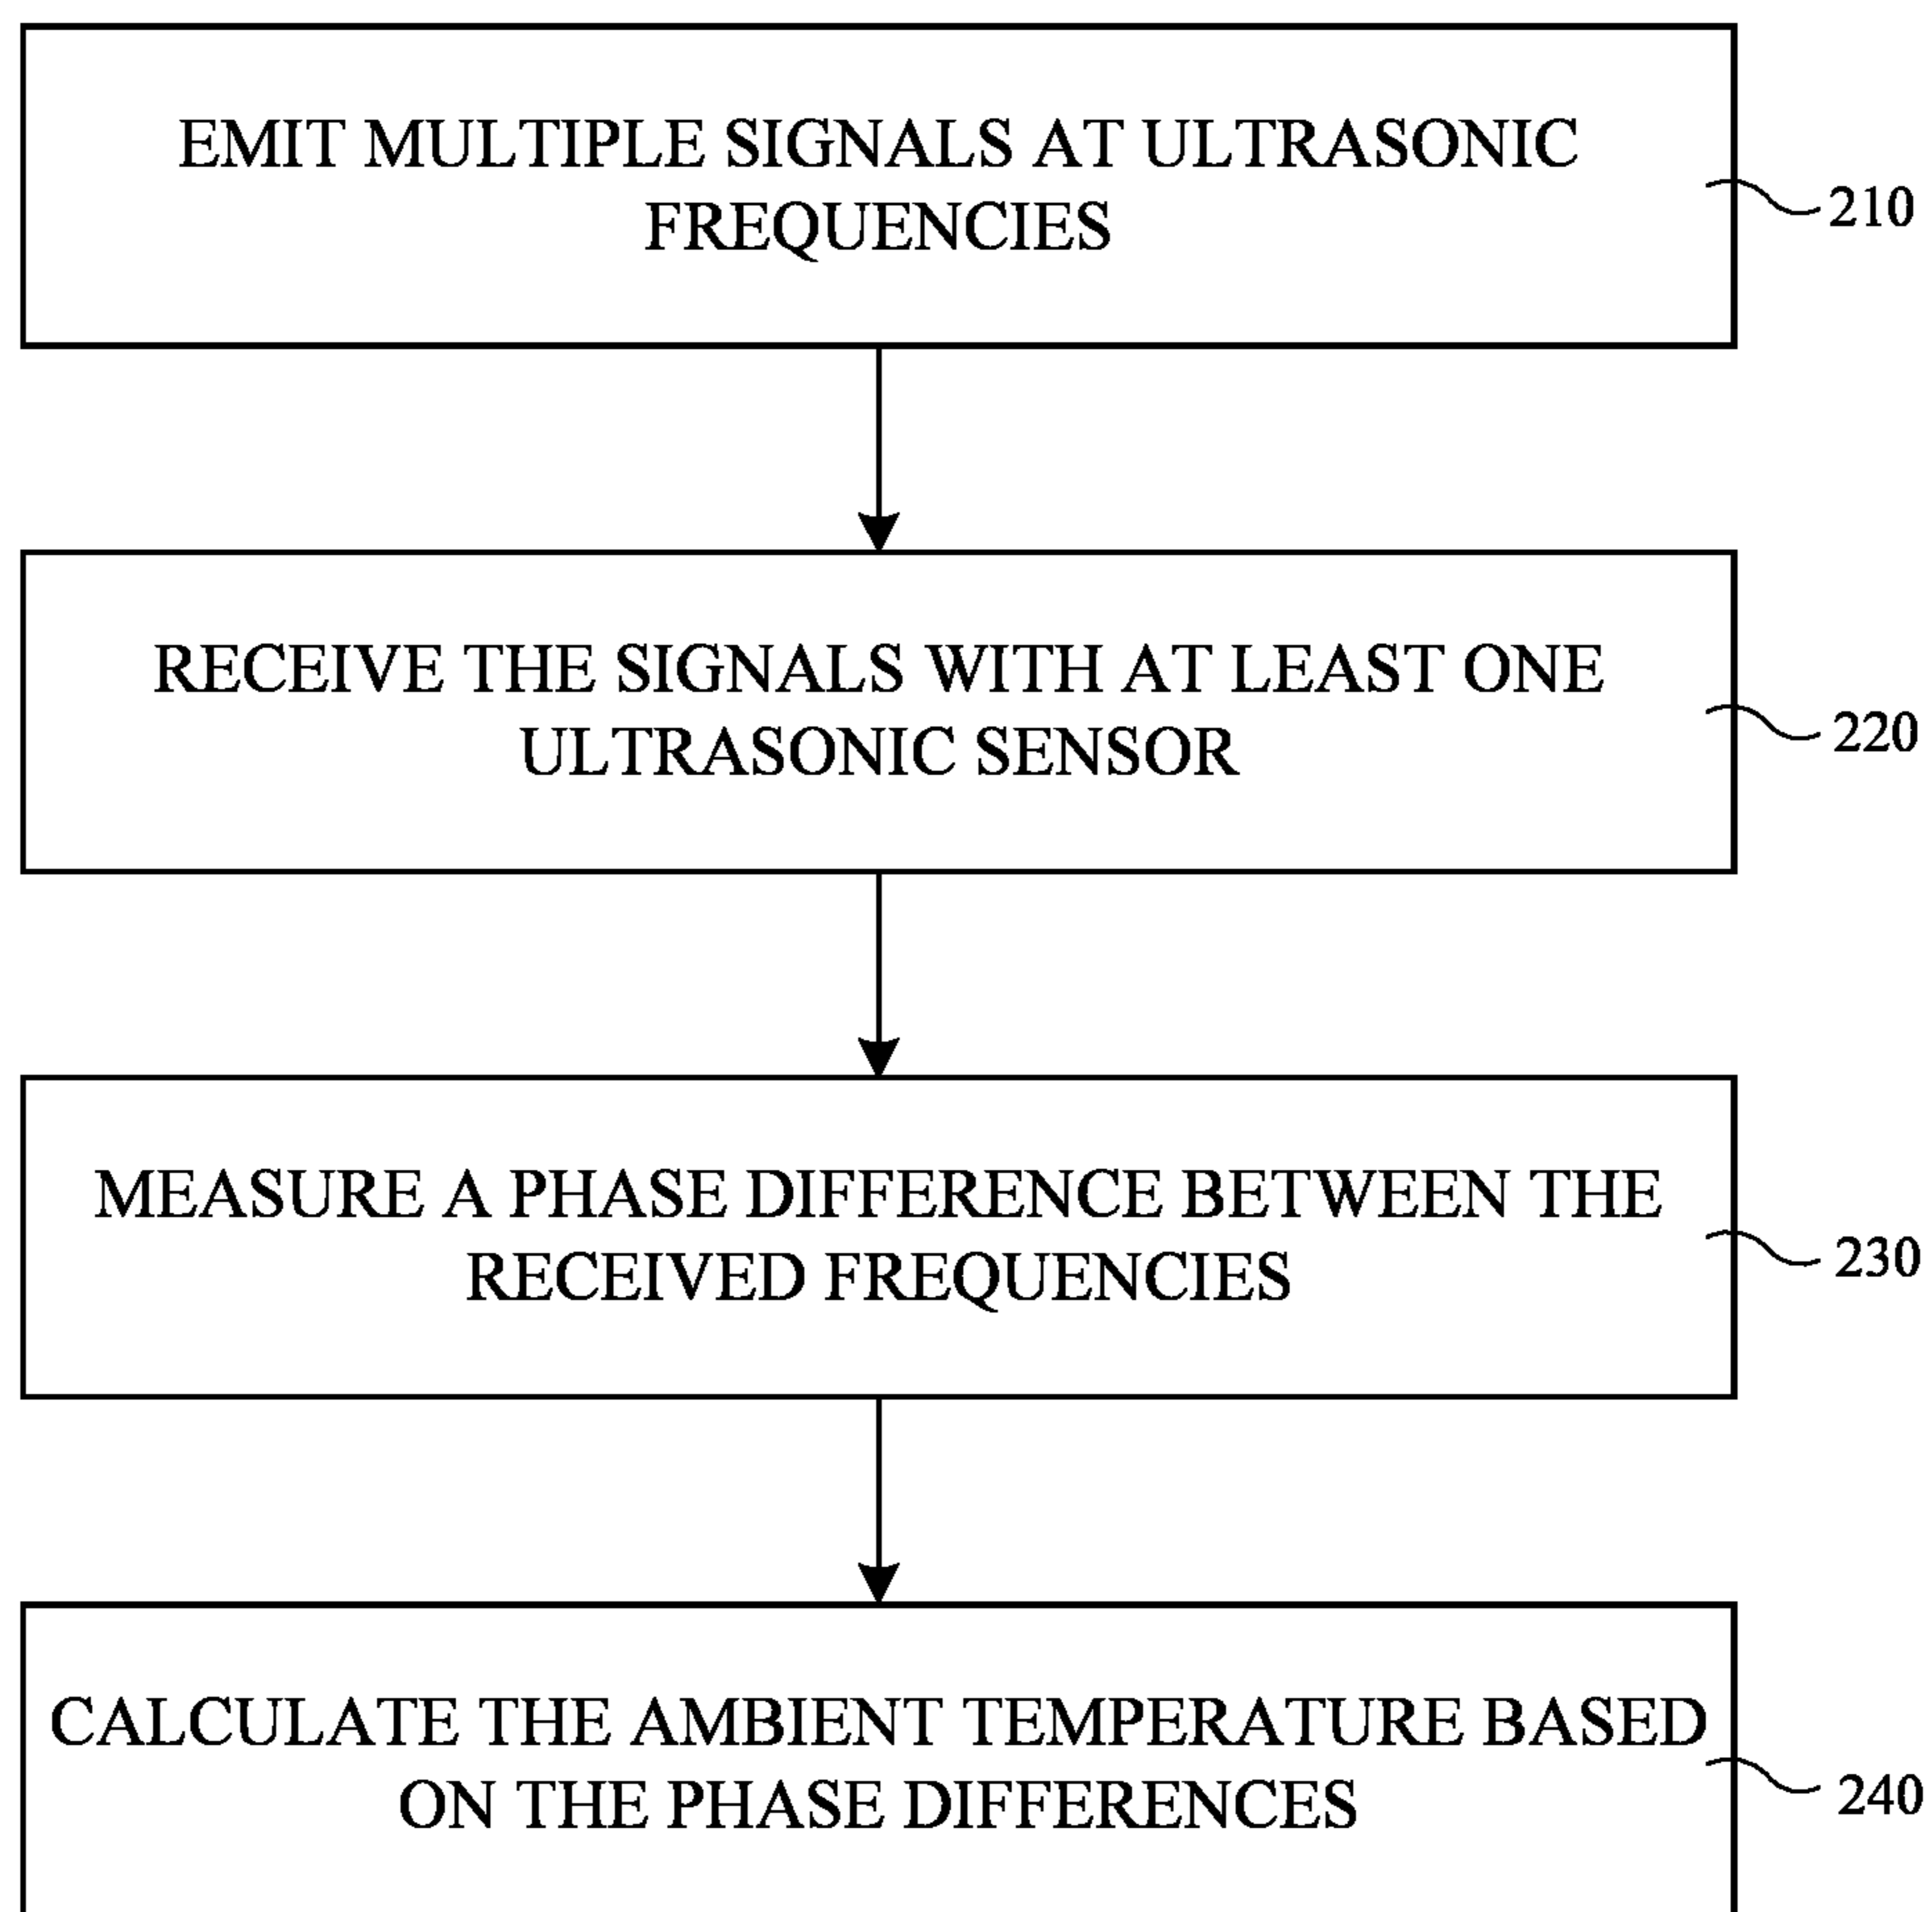 EMIT MULTIPLE SIGNALS AT ULTRASONIC
FREQUENCIES
210
RECEIVE THE SIGNALS WITH AT LEAST ONE
ULTRASONIC SENSOR
220
MEASURE A PHASE DIFFERENCE BETWEEN THE
RECEIVED FREQUENCIES
230
CALCULATE THE AMBIENT TEMPERATURE BASED
ON THE PHASE DIFFERENCES
240